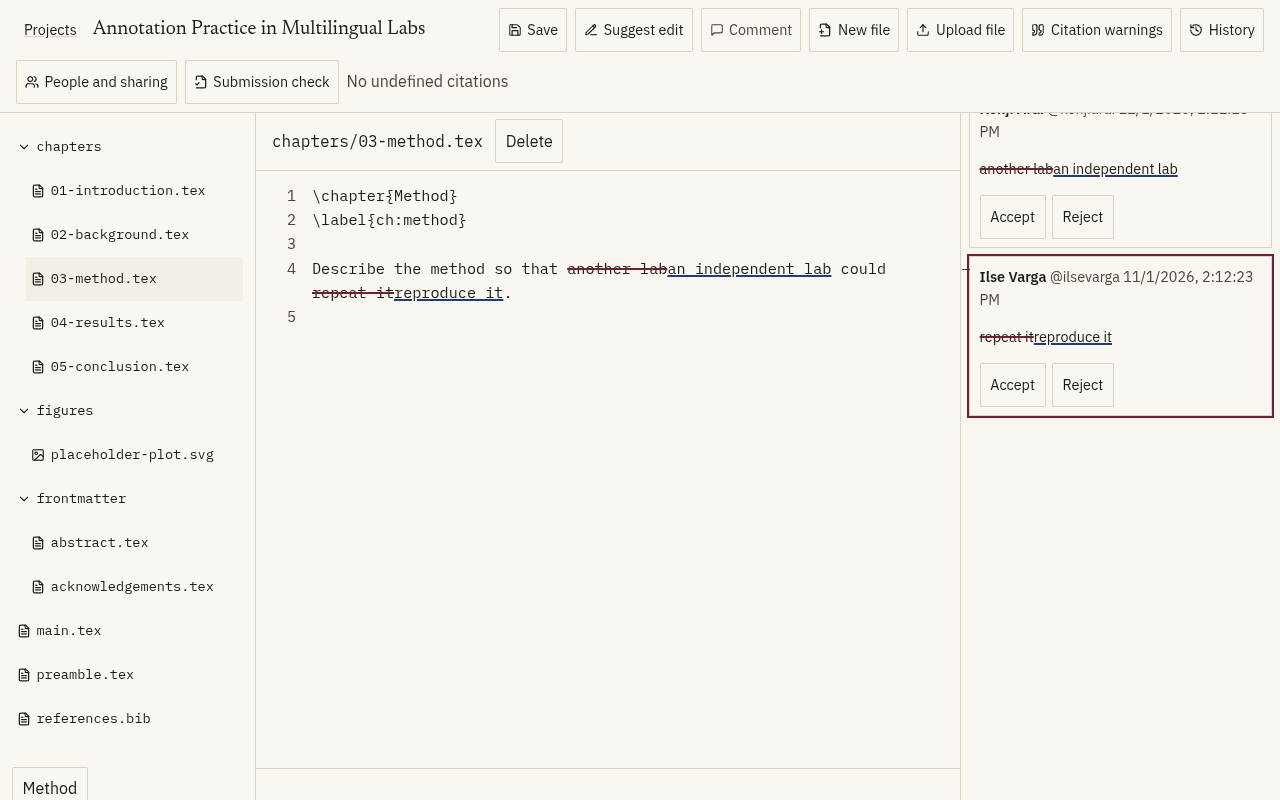 Projects
Annotation Practice in Multilingual Labs
Save
Suggest edit
Comment
New file
Upload file
Citation warnings
History
People and sharing
Submission check
No undefined citations
chapters
01-introduction.tex
02-background.tex
03-method.tex
04-results.tex
05-conclusion.tex
figures
placeholder-plot.svg
frontmatter
abstract.tex
acknowledgements.tex
main.tex
preamble.tex
references.bib
Method
chapters/03-method.tex
Delete
1 \chapter{Method}
2 \label{ch:method}
3
4 Describe the method so that another laban independent lab could
repeat itreproduce it.
5
PM
another laban independent lab
Accept
Reject
Ilse Varga @ilsevarga 11/1/2026, 2:12:23
PM
repeat itreproduce it
Accept
Reject